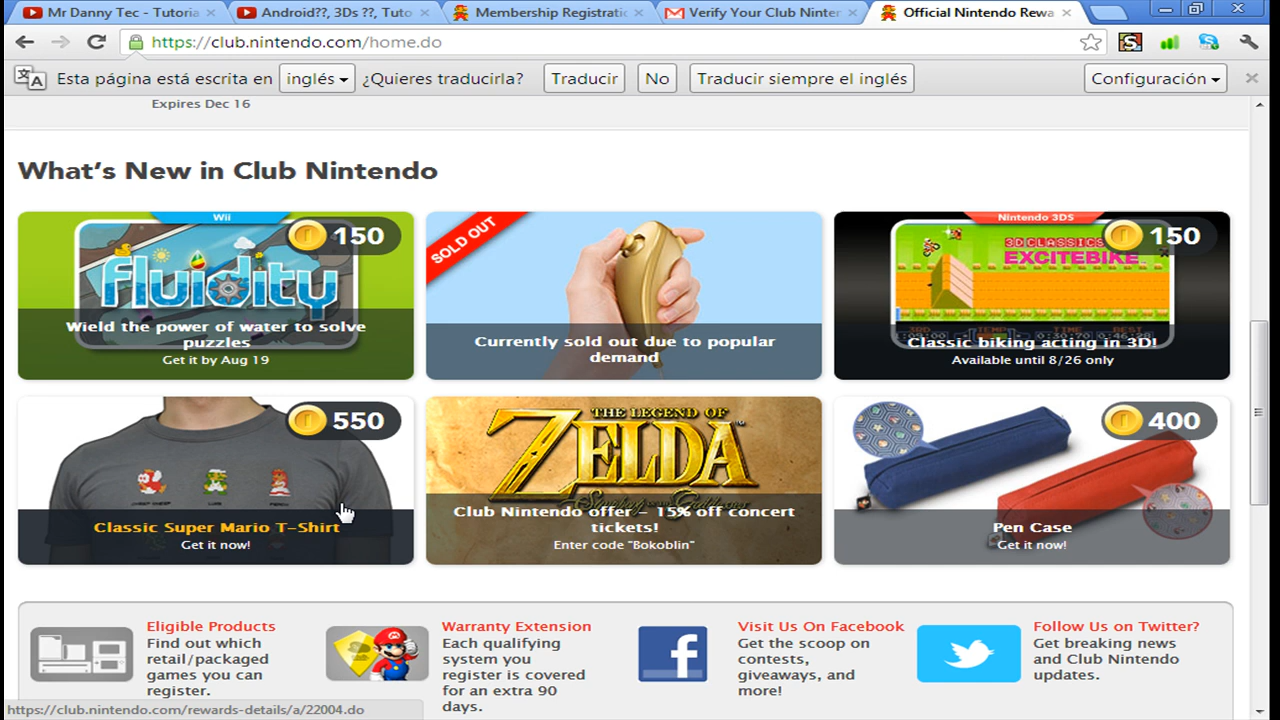 Mr Danny Tec - Tutoria
Android??, 3Ds ??, Tuto
Membership Registratio
Verify Your Club Ninten
Official Nintendo Rewa
https://club.nintendo.com/home.do
Esta página está escrita en inglés ¿Quieres traducirla? Traducir No Traducir siempre el inglés Configuración
Expires Dec 16
What's New in Club Nintendo
Wii
150
fluidity
Wield the power of water to solve
puzzles
Get it by Aug 19
SOLD OUT
Currently sold out due to popular
demand
Nintendo 3DS
150
3D CLASSICS
EXCITEBIKE
Classic biking acting in 3D!
Available until 8/26 only
550
Classic Super Mario T-Shirt
Get it now!
THE LEGEND OF
ZELDA
Club Nintendo offer - 15% off concert
tickets!
Enter code "Bokoblin"
400
Pen Case
Get it now!
Eligible Products
Find out which
retail/packaged
games you can
register.
Warranty Extension
Each qualifying
system you
register is covered
for an extra 90
days.
Visit Us On Facebook
Get the scoop on
contests,
giveaways, and
more!
Follow Us on Twitter?
Get breaking news
and Club Nintendo
updates.
https://club.nintendo.com/rewards-details/a/22004.do